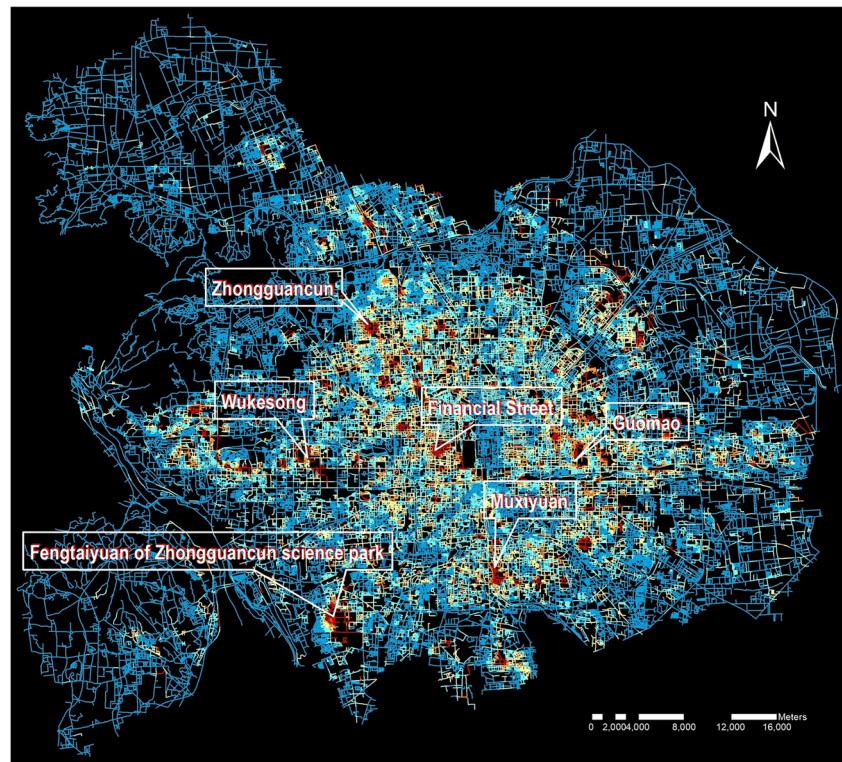 N
Zhongguancun
Wukesong
Financial Street
Guomao
Muxiyuan
Fengtaiyuan of Zhongguancun science park
Meters
0 2,0004,000 8,000 12,000 16,000